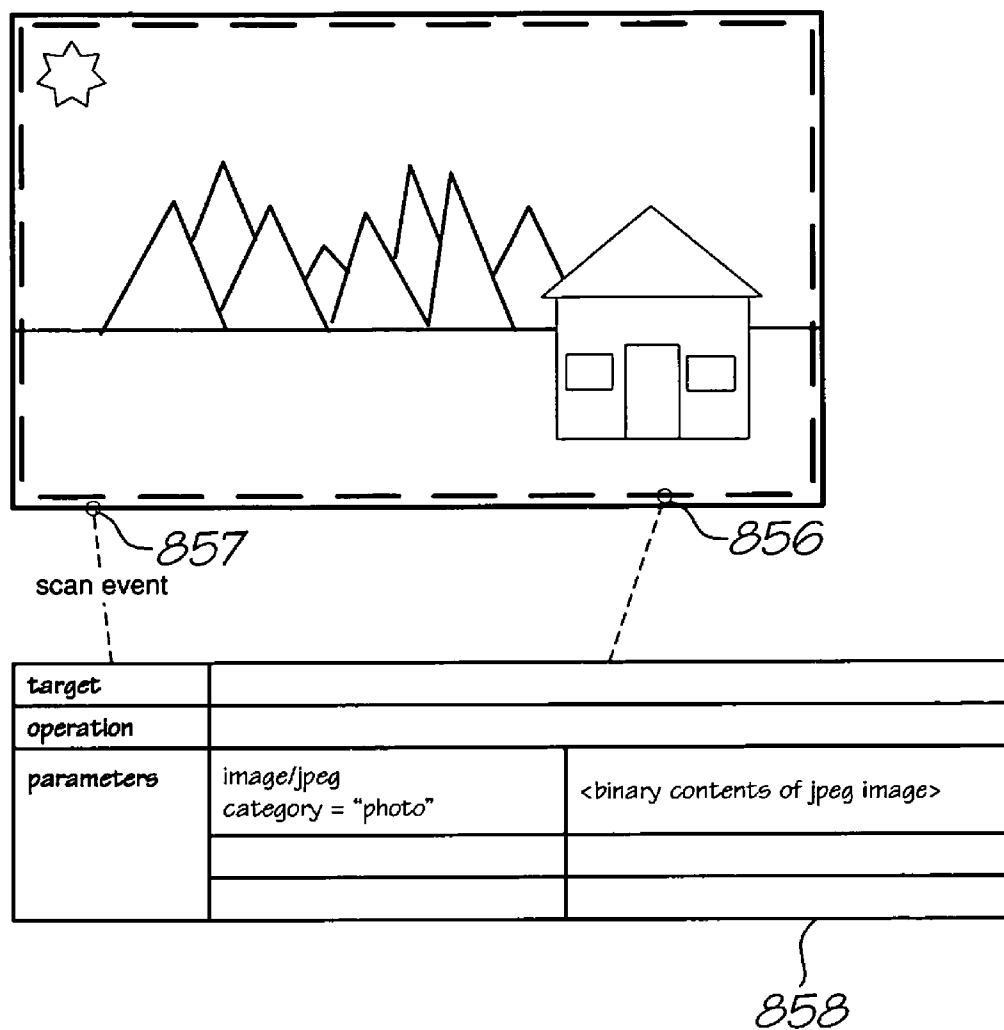 857
856
scan event
target
operation
parameters
image/jpeg
category = "photo"
<binary contents of jpeg image>
858